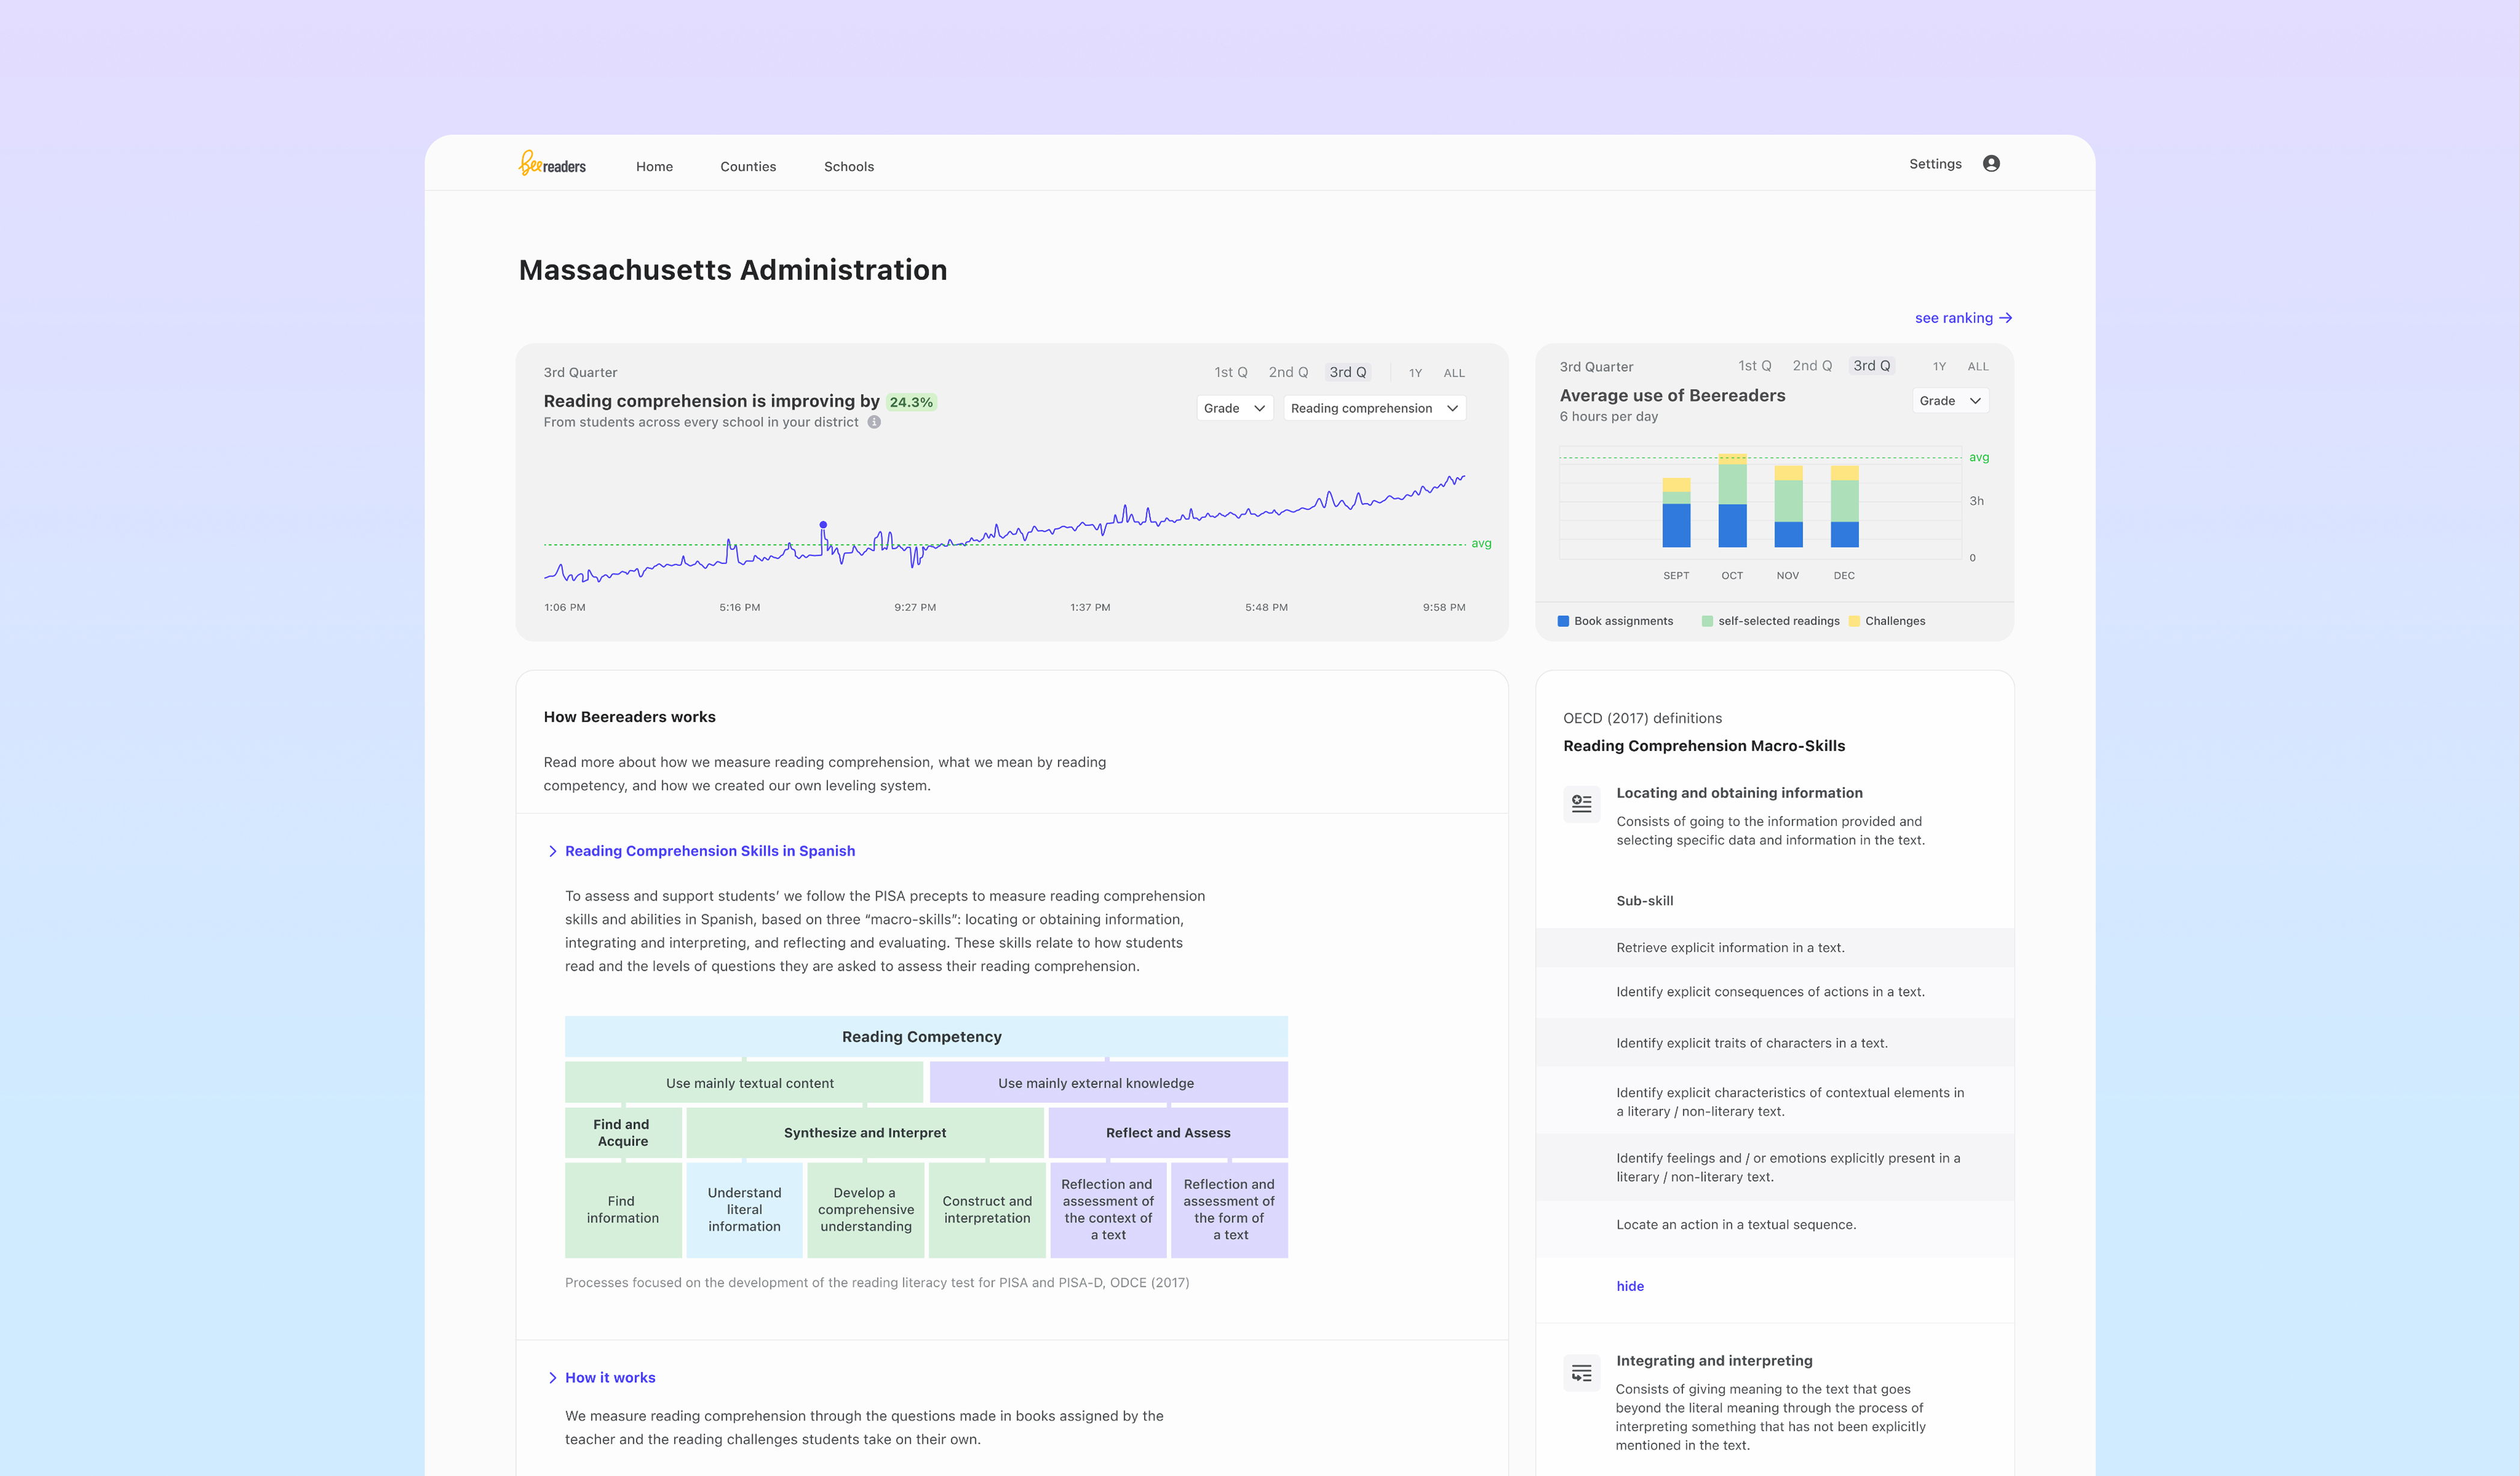 Beereaders
Home
Counties
Schools
Settings
Massachusetts Administration
see ranking
3rd Quarter
1st Q
2nd Q
3rd Q
1Y
ALL
Reading comprehension is improving by 24.3%
From students across every school in your district
Grade
Reading comprehension
avg
1:06 PM
5:16 PM
9:27 PM
1:37 PM
5:48 PM
9:58 PM
3rd Quarter
1st Q
2nd Q
3rd Q
1Y
ALL
Average use of Beereaders
6 hours per day
Grade
avg
3h
0
SEPT
OCT
NOV
DEC
Book assignments
self-selected readings
Challenges
How Beereaders works
Read more about how we measure reading comprehension, what we mean by reading
competency, and how we created our own leveling system.
Reading Comprehension Skills in Spanish
To assess and support students’ we follow the PISA precepts to measure reading comprehension
skills and abilities in Spanish, based on three “macro-skills”: locating or obtaining information,
integrating and interpreting, and reflecting and evaluating. These skills relate to how students
read and the levels of questions they are asked to assess their reading comprehension.
Reading Competency
Use mainly textual content
Use mainly external knowledge
Find and
Acquire
Synthesize and Interpret
Reflect and Assess
Find
information
Understand
literal
information
Develop a
comprehensive
understanding
Construct and
interpretation
Reflection and
assessment of
the context of
a text
Reflection and
assessment of
the form of
a text
Processes focused on the development of the reading literacy test for PISA and PISA-D, ODCE (2017)
How it works
We measure reading comprehension through the questions made in books assigned by the
teacher and the reading challenges students take on their own.
OECD (2017) definitions
Reading Comprehension Macro-Skills
Locating and obtaining information
Consists of going to the information provided and
selecting specific data and information in the text.
Sub-skill
Retrieve explicit information in a text.
Identify explicit consequences of actions in a text.
Identify explicit traits of characters in a text.
Identify explicit characteristics of contextual elements in
a literary / non-literary text.
Identify feelings and / or emotions explicitly present in a
literary / non-literary text.
Locate an action in a textual sequence.
hide
Integrating and interpreting
Consists of giving meaning to the text that goes
beyond the literal meaning through the process of
interpreting something that has not been explicitly
mentioned in the text.